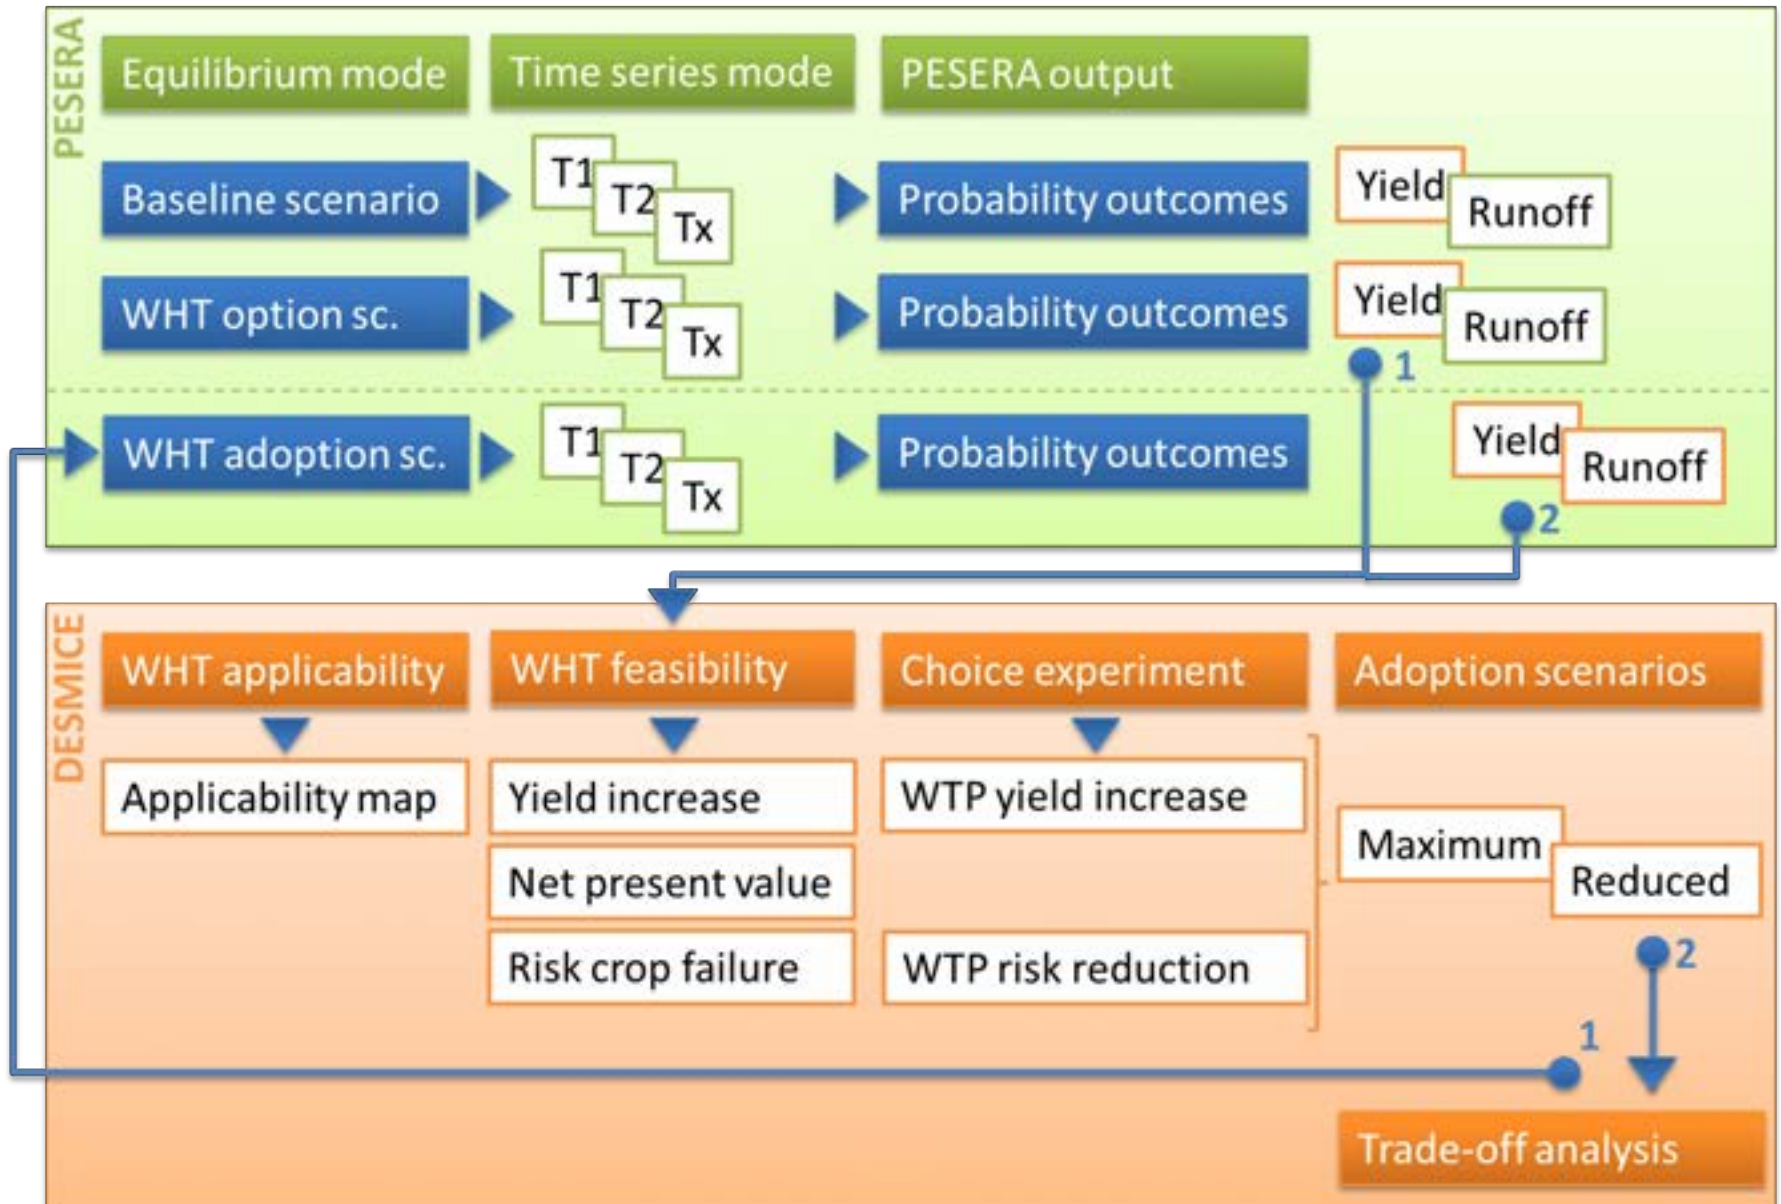 PESERA
Equilibrium mode
Time series mode
PESERA output
Baseline scenario
T1
T2
Tx
Probability outcomes
Yield
Runoff
WHT option sc.
T1
T2
Tx
Probability outcomes
Yield
Runoff
1
WHT adoption sc.
T1
T2
Tx
Probability outcomes
Yield
Runoff
2
DESMICE
WHT applicability
WHT feasibility
Choice experiment
Adoption scenarios
Applicability map
Yield increase
WTP yield increase
Maximum
Reduced
Net present value
Risk crop failure
WTP risk reduction
2
1
Trade-off analysis